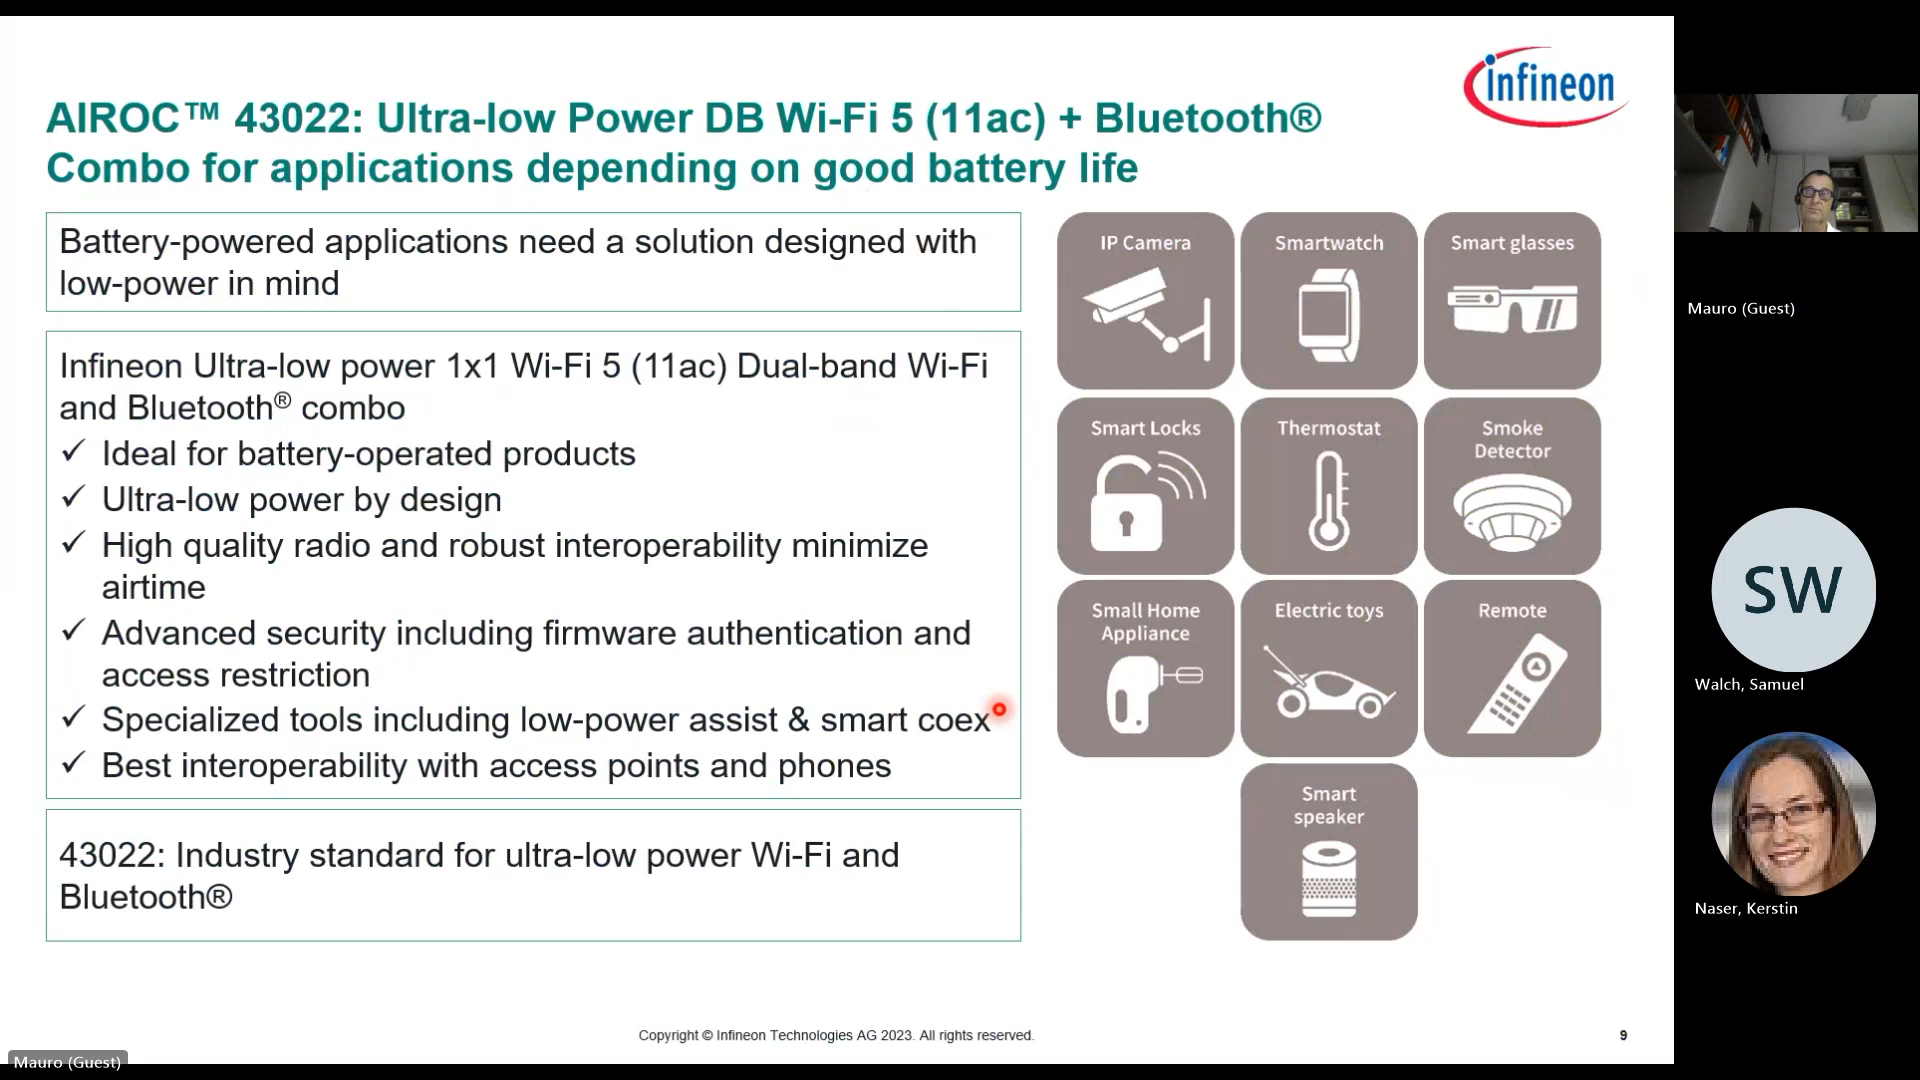 infineon
AIROC™ 43022: Ultra-low Power DB Wi-Fi 5 (11ac) + Bluetooth®
Combo for applications depending on good battery life
Battery-powered applications need a solution designed with
low-power in mind
Infineon Ultra-low power 1x1 Wi-Fi 5 (11ac) Dual-band Wi-Fi
and Bluetooth® combo
✓ Ideal for battery-operated products
✓ Ultra-low power by design
✓ High quality radio and robust interoperability minimize
airtime
✓ Advanced security including firmware authentication and
access restriction
✓ Specialized tools including low-power assist & smart coex
✓ Best interoperability with access points and phones
43022: Industry standard for ultra-low power Wi-Fi and
Bluetooth®
IP Camera
Smartwatch
Smart glasses
Smart Locks
Thermostat
Smoke
Detector
Small Home
Appliance
Electric toys
Remote
Smart
speaker
Copyright © Infineon Technologies AG 2023. All rights reserved.
9
Mauro (Guest)
Mauro (Guest)
SW
Walch, Samuel
Naser, Kerstin